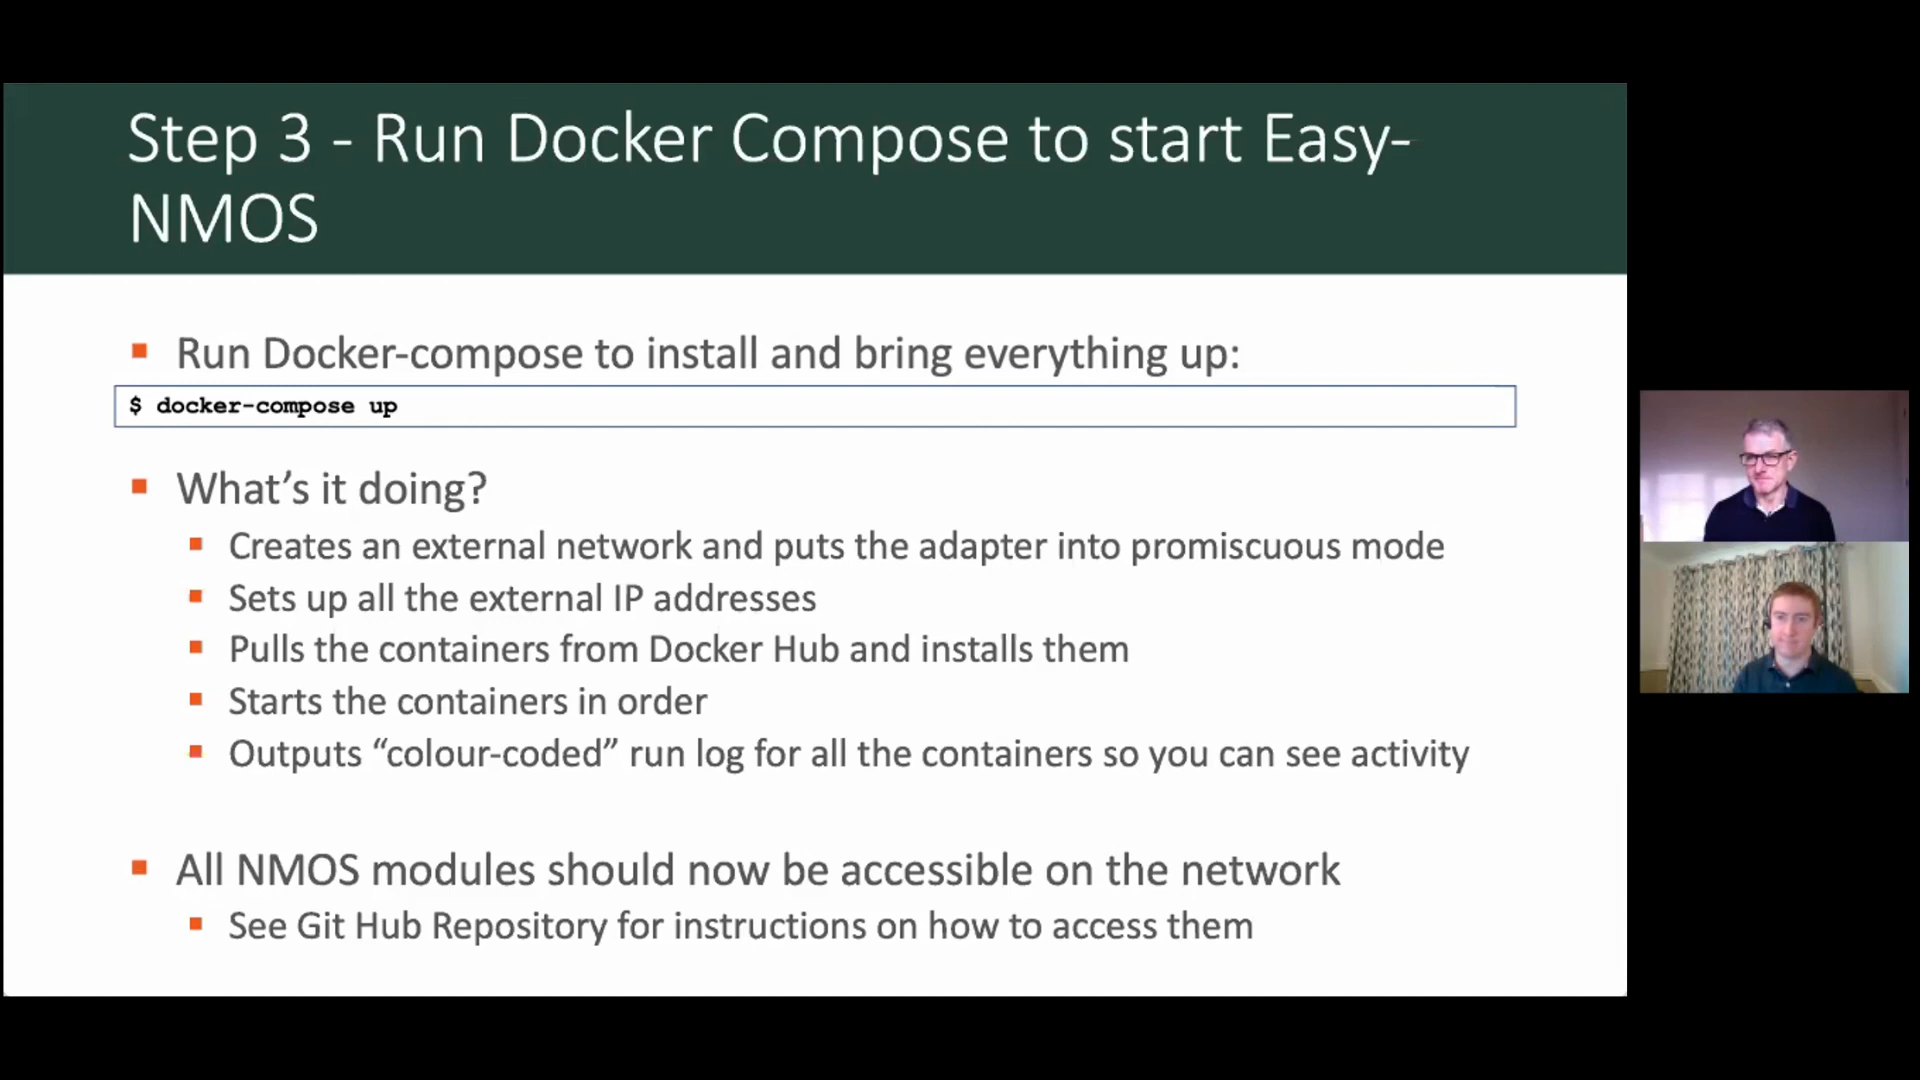 Step 3 - Run Docker Compose to start Easy-
NMOS
Run Docker-compose to install and bring everything up:
$ docker-compose up
What’s it doing?
Creates an external network and puts the adapter into promiscuous mode
Sets up all the external IP addresses
Pulls the containers from Docker Hub and installs them
Starts the containers in order
Outputs “colour-coded” run log for all the containers so you can see activity
All NMOS modules should now be accessible on the network
See Git Hub Repository for instructions on how to access them